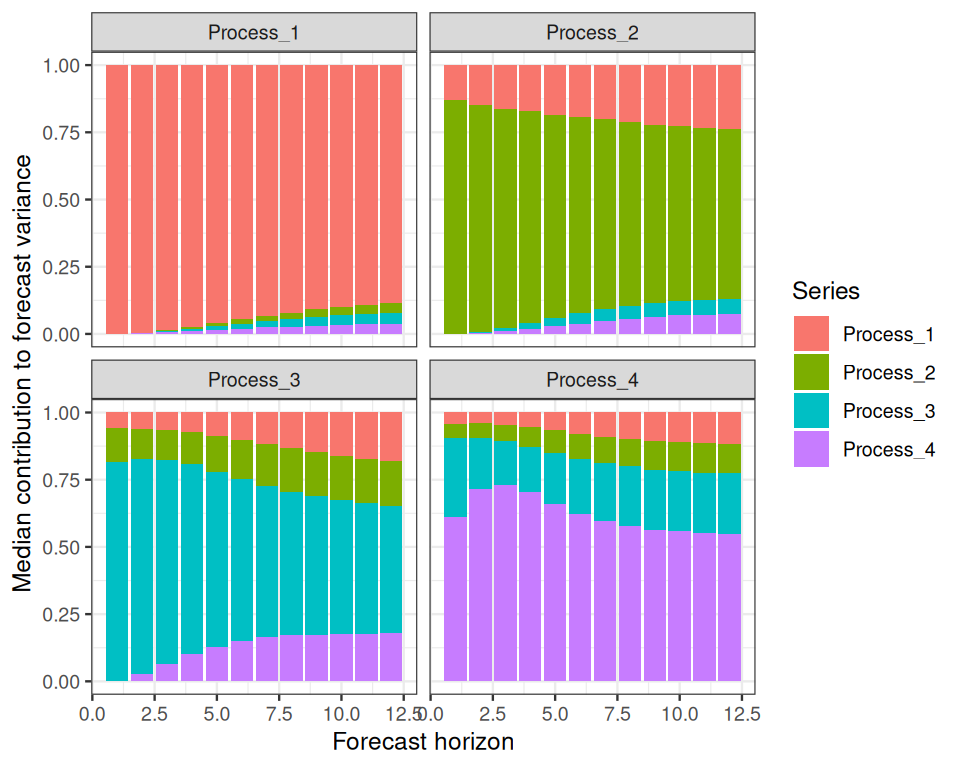 Process_1
Process_2
1.00
0.75
0.50
0.25
0.00
Process_3
Process_4
1.00
0.75
0.50
0.25
0.00
0.0 2.5 5.0 7.5 10.0 12.5
0.0 2.5 5.0 7.5 10.0 12.5
Forecast horizon
Median contribution to forecast variance
Series
Process_1
Process_2
Process_3
Process_4